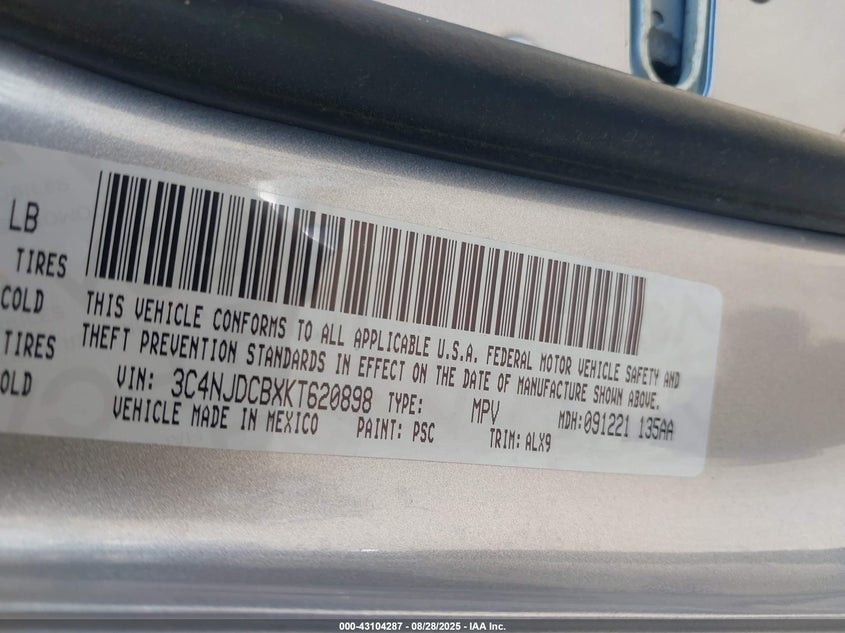 LB
TIRES
COLD
TIRES
OLD
THIS VEHICLE CONFORMS TO ALL APPLICABLE U.S.A. FEDERAL MOTOR VEHICLE SAFETY AND
THEFT PREVENTION STANDARDS IN EFFECT ON THE DATE OF MANUFACTURE SHOWN ABOVE.
VIN: 3C4NJDCBXKT620898 TYPE: MPV MDH:091221 135AA
VEHICLE MADE IN MEXICO PAINT: PSC TRIM: ALX9
000-43104287 - 08/28/2025 - IAA Inc.